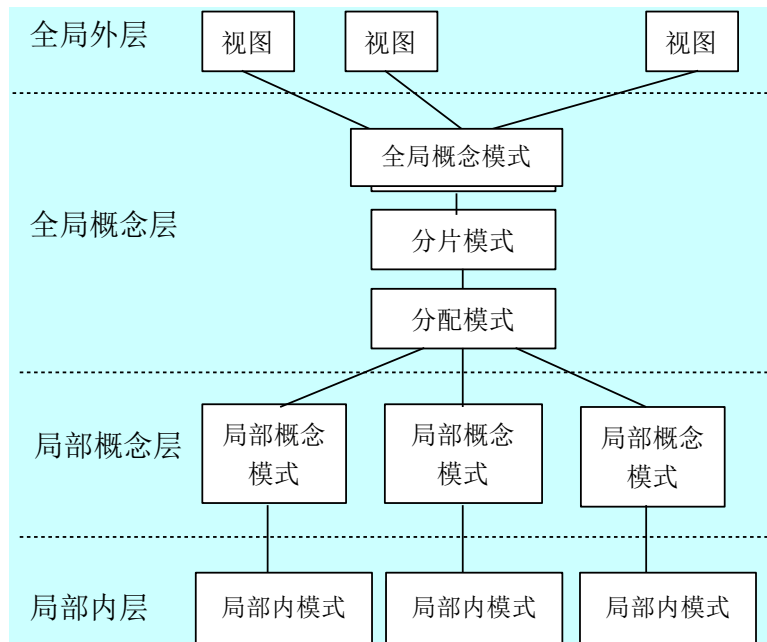 全局外层
视图
视图
视图
全局概念模式
全局概念层
分片模式
分配模式
局部概念层
局部概念
模式
局部概念
模式
局部概念
模式
局部内层
局部内模式
局部内模式
局部内模式